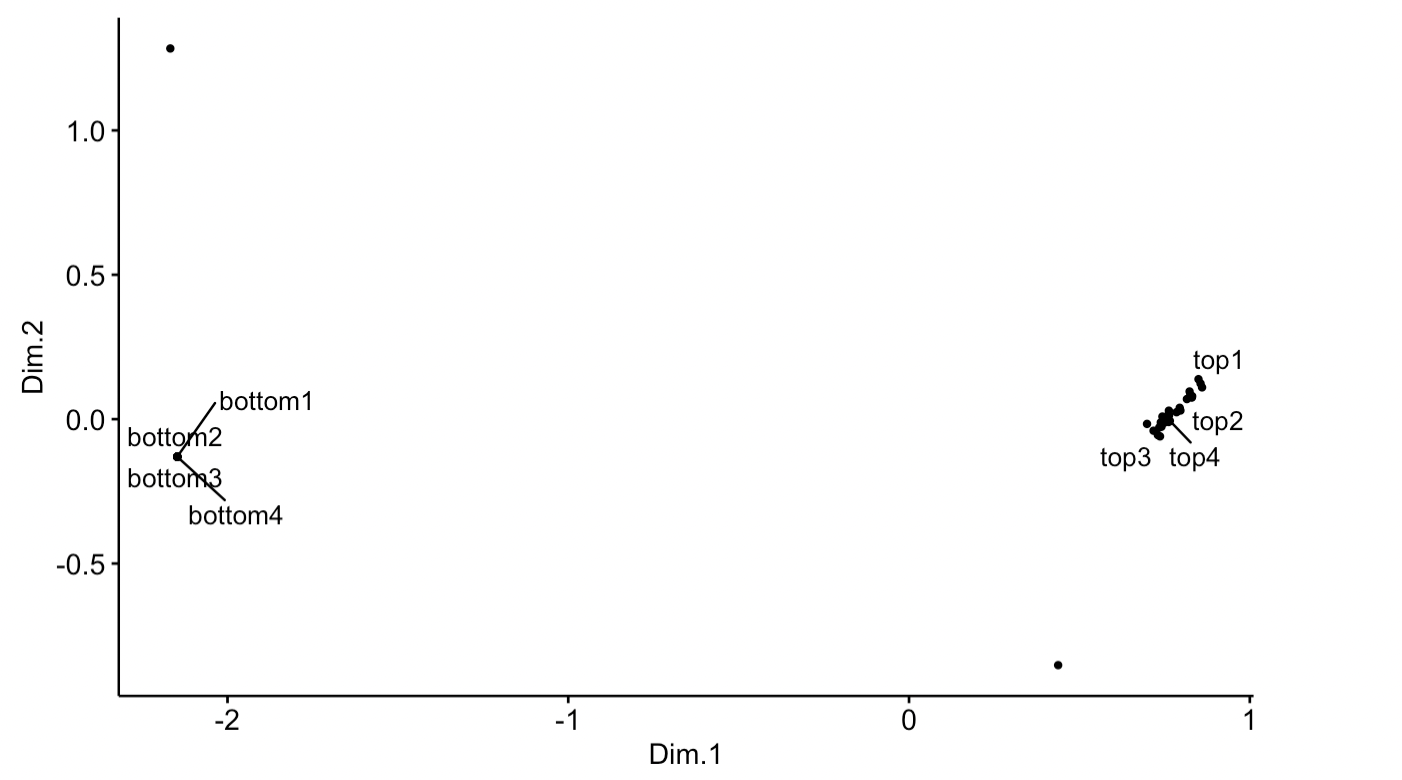 1.0
0.5
0.0
-0.5
Dim.2
top1
bottom1
top2
bottom2
top3
top4
bottom3
bottom4
-2
-1
0
1
Dim.1